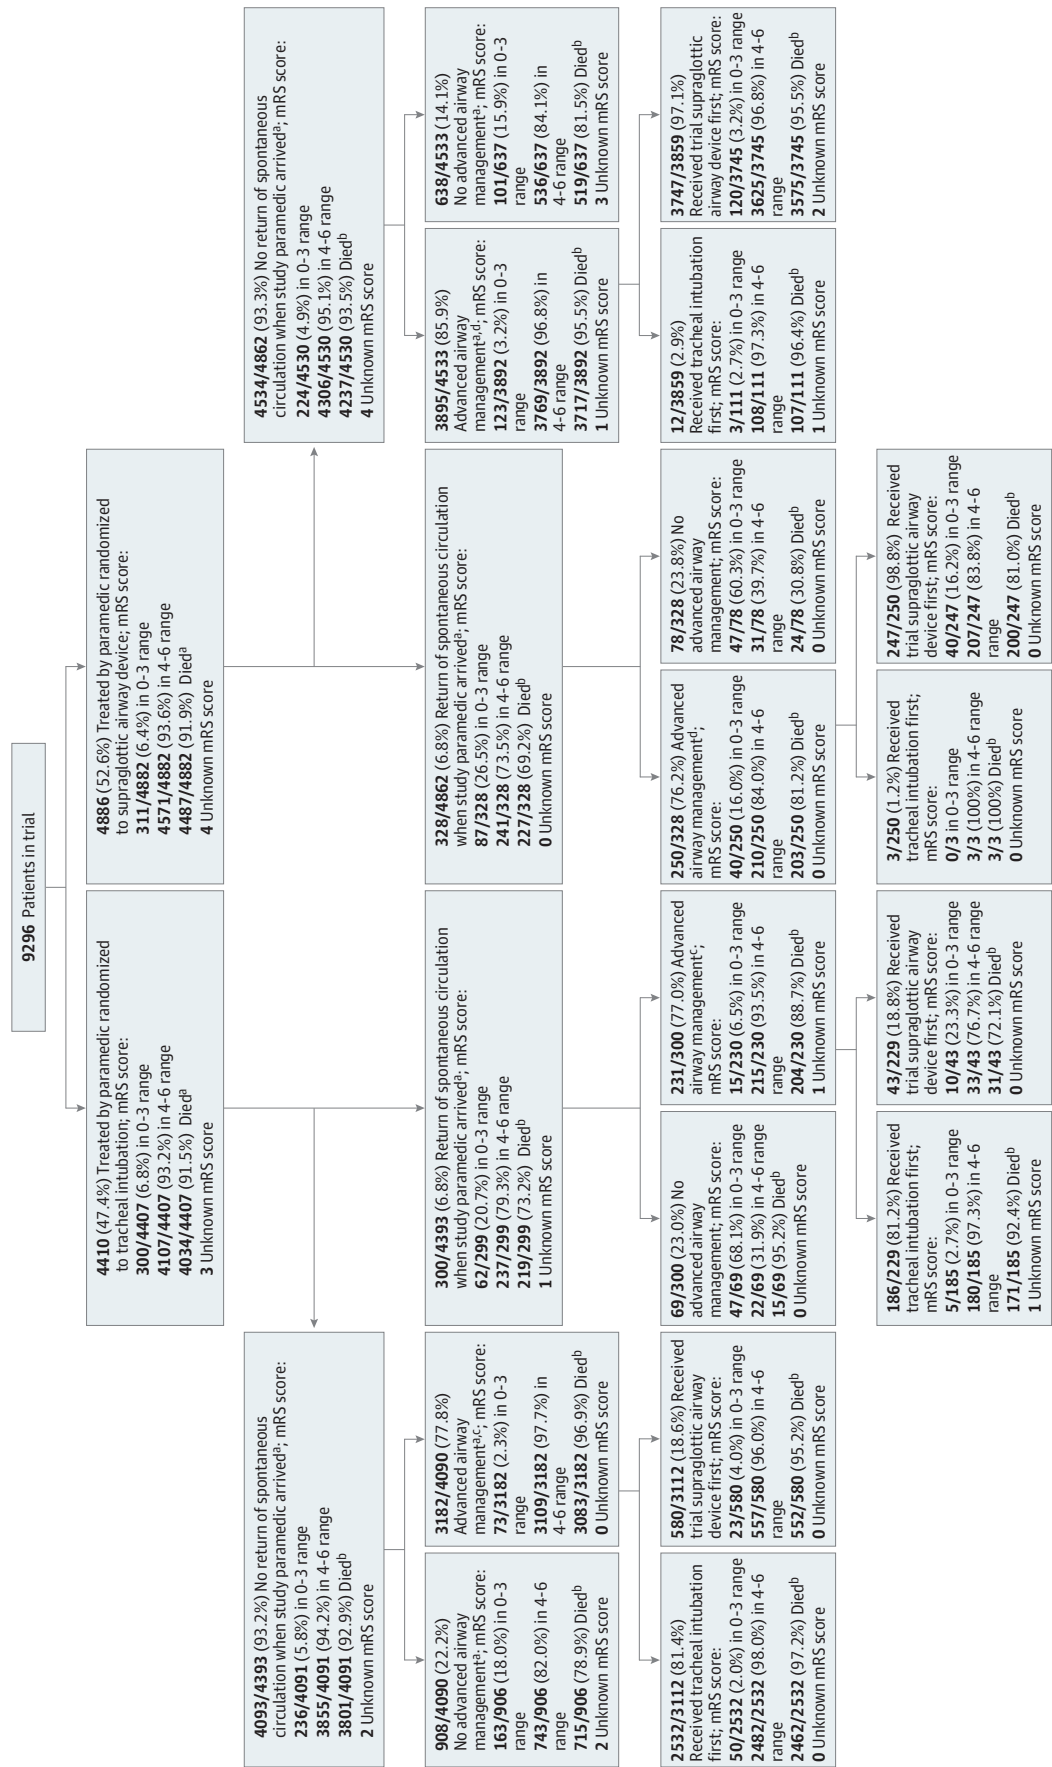 9296 Patients in trial
4410 (47.4%) Treated by paramedic randomized
to tracheal intubation; mRS score:
300/4407 (6.8%) in 0-3 range
4107/4407 (93.2%) in 4-6 range
4034/4407 (91.5%) Diedᵃ
3 Unknown mRS score
4886 (52.6%) Treated by paramedic randomized
to supraglottic airway device; mRS score:
311/4882 (6.4%) in 0-3 range
4571/4882 (93.6%) in 4-6 range
4487/4882 (91.9%) Diedᵃ
4 Unknown mRS score
4093/4393 (93.2%) No return of spontaneous
circulation when study paramedic arrivedᵃ; mRS score:
236/4091 (5.8%) in 0-3 range
3855/4091 (94.2%) in 4-6 range
3801/4091 (92.9%) Diedᵇ
2 Unknown mRS score
4534/4862 (93.3%) No return of spontaneous
circulation when study paramedic arrivedᵃ; mRS score:
224/4530 (4.9%) in 0-3 range
4306/4530 (95.1%) in 4-6 range
4237/4530 (93.5%) Diedᵇ
4 Unknown mRS score
908/4090 (22.2%)
No advanced airway
managementᵃ; mRS score:
163/906 (18.0%) in 0-3
range
743/906 (82.0%) in 4-6
range
715/906 (78.9%) Diedᵇ
2 Unknown mRS score
3182/4090 (77.8%)
Advanced airway
managementᵃ,ᶜ; mRS score:
73/3182 (2.3%) in 0-3
range
3109/3182 (97.7%) in
4-6 range
3083/3182 (96.9%) Diedᵇ
0 Unknown mRS score
300/4393 (6.8%) Return of spontaneous circulation
when study paramedic arrivedᵃ; mRS score:
62/299 (20.7%) in 0-3 range
237/299 (79.3%) in 4-6 range
219/299 (73.2%) Diedᵇ
1 Unknown mRS score
328/4862 (6.8%) Return of spontaneous circulation
when study paramedic arrivedᵃ; mRS score:
87/328 (26.5%) in 0-3 range
241/328 (73.5%) in 4-6 range
227/328 (69.2%) Diedᵇ
0 Unknown mRS score
3895/4533 (85.9%)
Advanced airway
managementᵃ,ᵈ; mRS score:
123/3892 (3.2%) in 0-3
range
3769/3892 (96.8%) in
4-6 range
3717/3892 (95.5%) Diedᵇ
1 Unknown mRS score
638/4533 (14.1%)
No advanced airway
managementᵃ; mRS score:
101/637 (15.9%) in 0-3
range
536/637 (84.1%) in
4-6 range
519/637 (81.5%) Diedᵇ
3 Unknown mRS score
2532/3112 (81.4%)
Received tracheal intubation
first; mRS score:
50/2532 (2.0%) in 0-3 range
2482/2532 (98.0%) in 4-6
range
2462/2532 (97.2%) Diedᵇ
0 Unknown mRS score
580/3112 (18.6%) Received
trial supraglottic airway
device first; mRS score:
23/580 (4.0%) in 0-3 range
557/580 (96.0%) in 4-6
range
552/580 (95.2%) Diedᵇ
0 Unknown mRS score
69/300 (23.0%) No
advanced airway
management; mRS score:
47/69 (68.1%) in 0-3 range
22/69 (31.9%) in 4-6 range
15/69 (95.2%) Diedᵇ
0 Unknown mRS score
231/300 (77.0%) Advanced
airway managementᶜ;
mRS score:
15/230 (6.5%) in 0-3 range
215/230 (93.5%) in 4-6
range
204/230 (88.7%) Diedᵇ
1 Unknown mRS score
250/328 (76.2%) Advanced
airway managementᵈ;
mRS score:
40/250 (16.0%) in 0-3 range
210/250 (84.0%) in 4-6
range
203/250 (81.2%) Diedᵇ
0 Unknown mRS score
78/328 (23.8%) No
advanced airway
management; mRS score:
47/78 (60.3%) in 0-3 range
31/78 (39.7%) in 4-6
range
24/78 (30.8%) Diedᵇ
0 Unknown mRS score
12/3859 (2.9%)
Received tracheal intubation
first; mRS score:
3/111 (2.7%) in 0-3 range
108/111 (97.3%) in 4-6
range
107/111 (96.4%) Diedᵇ
1 Unknown mRS score
3747/3859 (97.1%)
Received trial supraglottic
airway device first; mRS score:
120/3745 (3.2%) in 0-3 range
3625/3745 (96.8%) in 4-6
range
3575/3745 (95.5%) Diedᵇ
2 Unknown mRS score
186/229 (81.2%) Received
tracheal intubation first;
mRS score:
5/185 (2.7%) in 0-3 range
180/185 (97.3%) in 4-6
range
171/185 (92.4%) Diedᵇ
1 Unknown mRS score
43/229 (18.8%) Received
trial supraglottic airway
device first; mRS score:
10/43 (23.3%) in 0-3 range
33/43 (76.7%) in 4-6 range
31/43 (72.1%) Diedᵇ
0 Unknown mRS score
3/250 (1.2%) Received
tracheal intubation first;
mRS score:
0/3 in 0-3 range
3/3 (100%) in 4-6 range
3/3 (100%) Diedᵇ
0 Unknown mRS score
247/250 (98.8%) Received
trial supraglottic airway
device first; mRS score:
40/247 (16.2%) in 0-3 range
207/247 (83.8%) in 4-6
range
200/247 (81.0%) Diedᵇ
0 Unknown mRS score